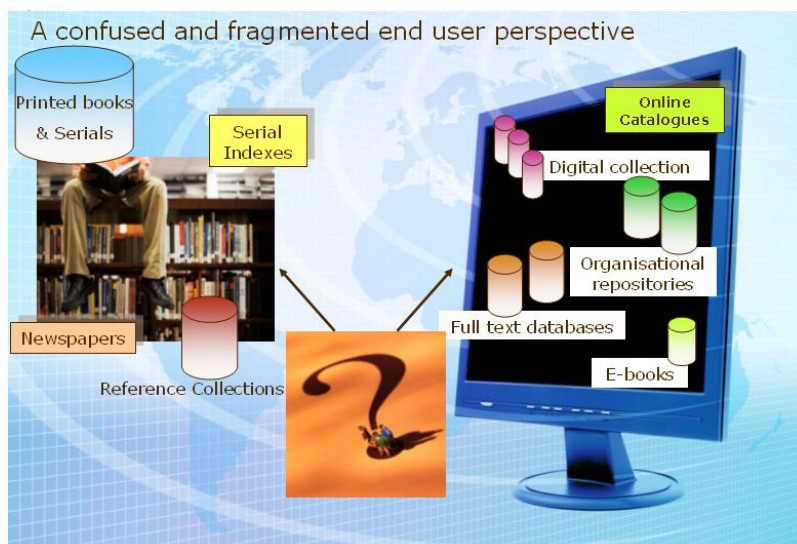 A confused and fragmented end user perspective
Printed books
& Serials
Serial
Indexes
Newspapers
Reference Collections
Online
Catalogues
Digital collection
Organisational
repositories
Full text databases
E-books